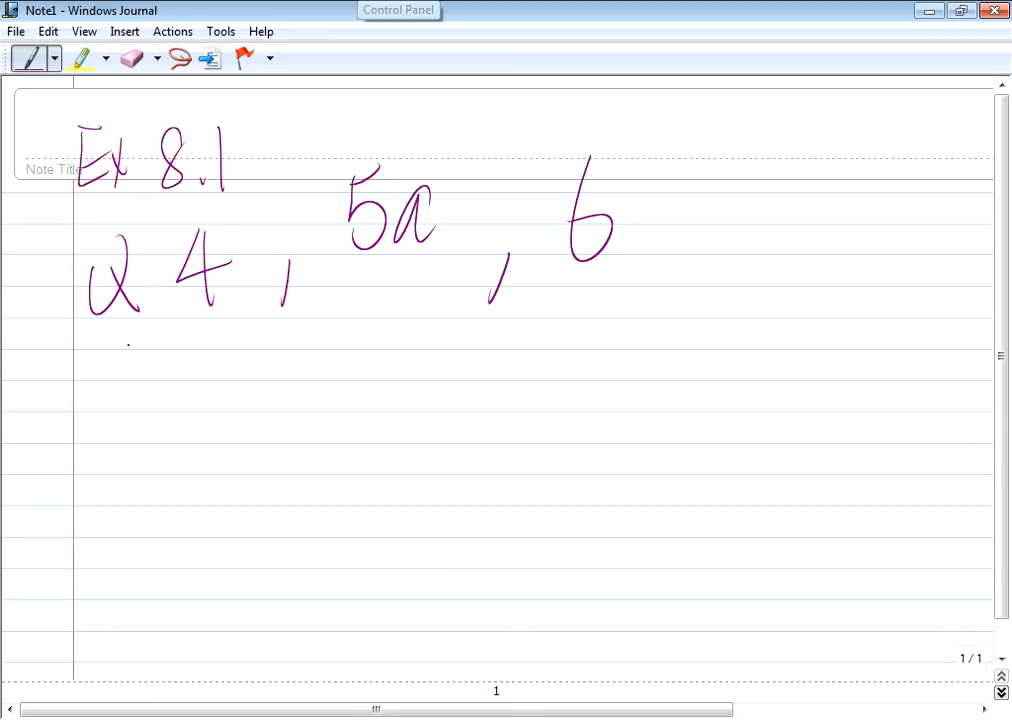 Note1 - Windows Journal
Control Panel
File Edit View Insert Actions Tools Help
Note Title
Ex 8.1
Q 4 , 5a , 6
1 / 1
1